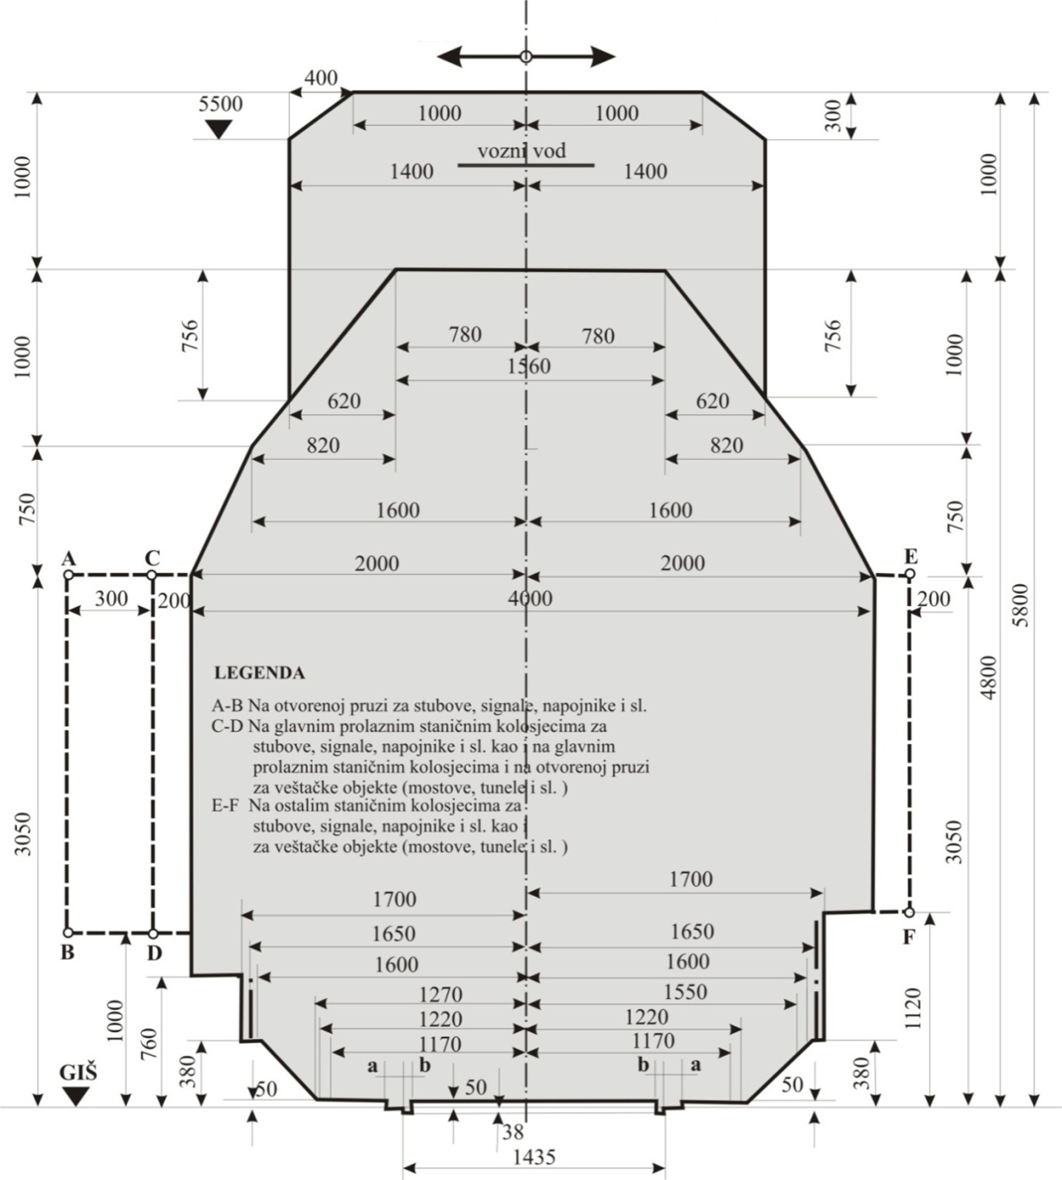 400
5500
1000 1000
300
vozni vod
1400 1400
1000
1000
756
780 780
756
1560
1000
1000
620 620
820 820
750
1600 1600
750
A C E
2000 2000
300 200 4000 200
5800
LEGENDA
4800
A-B Na otvorenoj pruzi za stubove, signale, napojnike i sl.
C-D Na glavnim prolaznim staničnim kolosjecima za
stubove, signale, napojnike i sl. kao i na glavnim
prolaznim staničnim kolosjecima i na otvorenoj pruzi
za veštačke objekte (mostove, tunele i sl. )
E-F Na ostalim staničnim kolosjecima za
stubove, signale, napojnike i sl. kao i
za veštačke objekte (mostove, tunele i sl. )
3050
3050
1700 1700
B D F
1650 1650
1600 1600
1270 1550
1220 1220
1170 1170
1000
760
1120
a b b a
GIŠ
380
50 50 50
380
38
1435